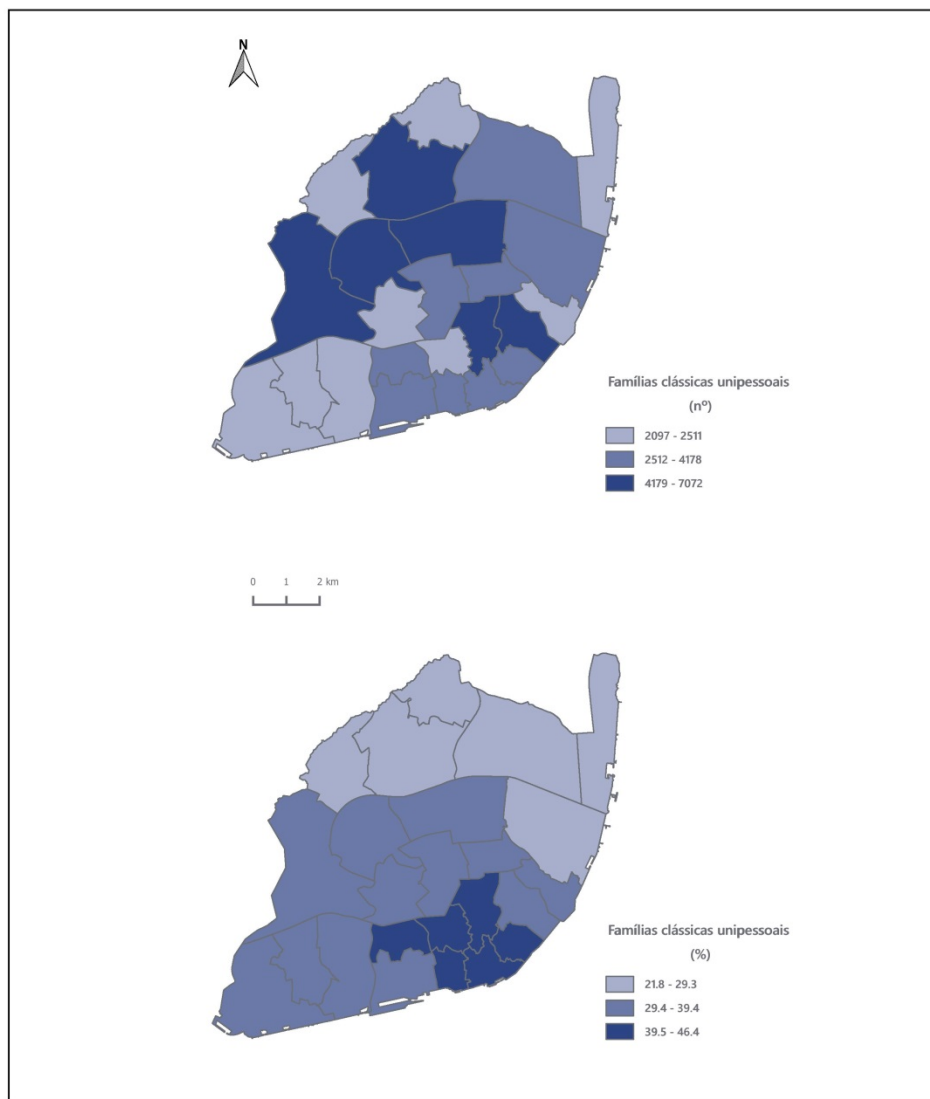 N
Famílias clássicas unipessoais
(nº)
2097 - 2511
2512 - 4178
4179 - 7072
0 1 2 km
Famílias clássicas unipessoais
(%)
21.8 - 29.3
29.4 - 39.4
39.5 - 46.4